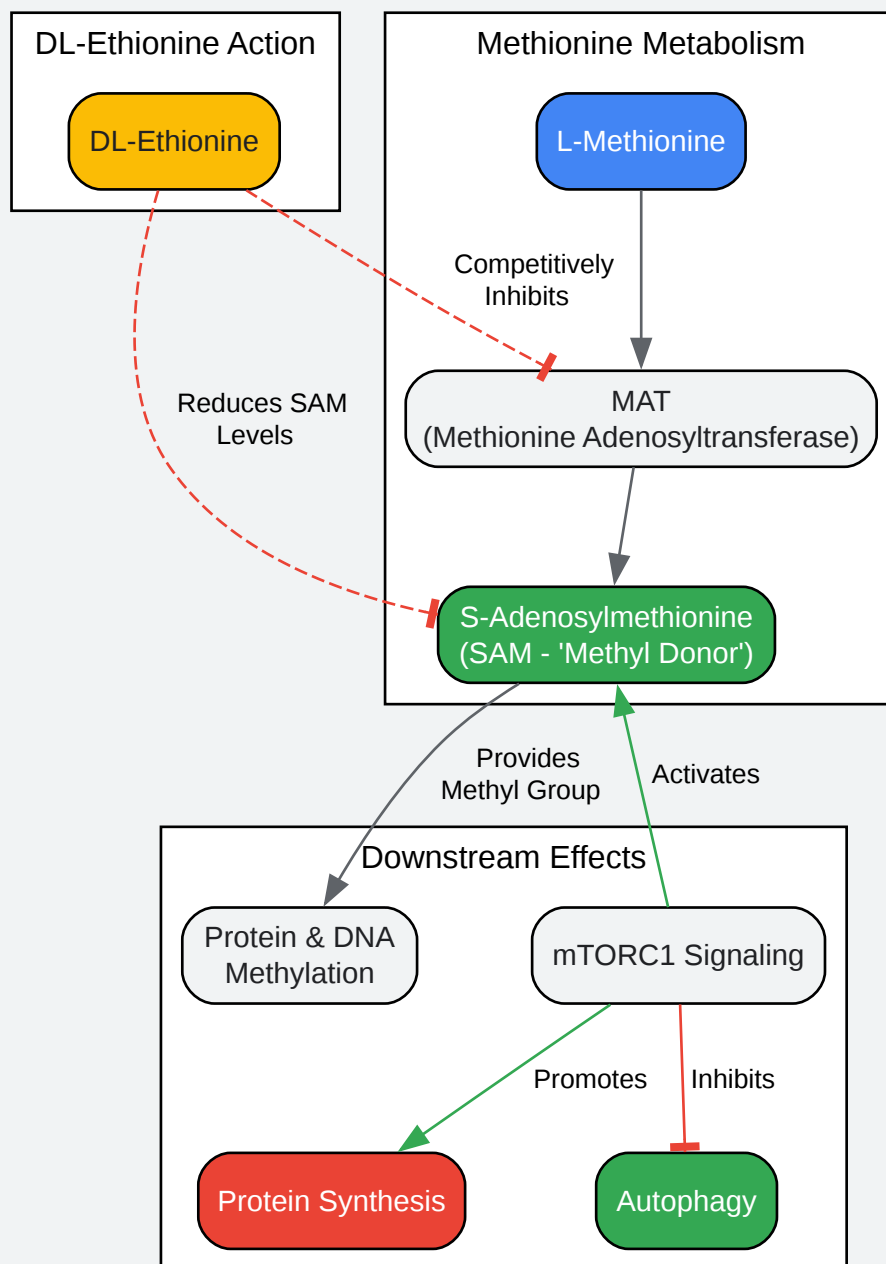 DL-Ethionine Action
Methionine Metabolism
DL-Ethionine
L-Methionine
Competitively
Inhibits
Reduces SAM
Levels
MAT
(Methionine Adenosyltransferase)
S-Adenosylmethionine
(SAM - 'Methyl Donor')
Provides
Methyl Group
Activates
Downstream Effects
Protein & DNA
Methylation
mTORC1 Signaling
Promotes
Inhibits
Protein Synthesis
Autophagy